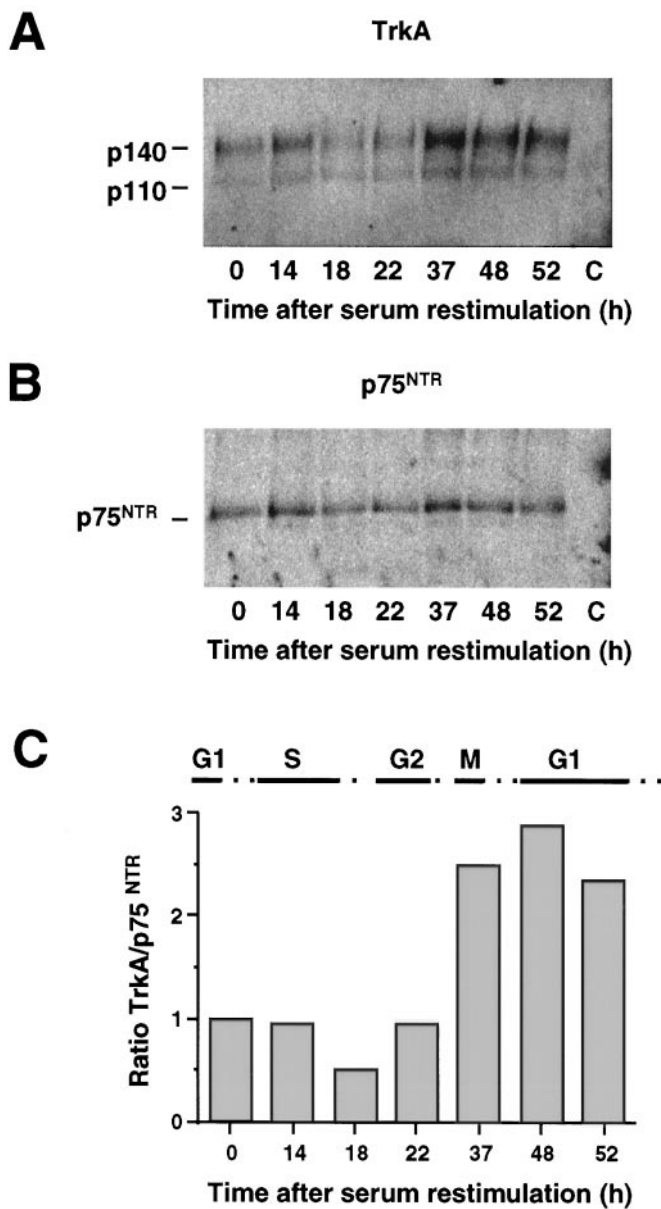 A
TrkA
p140
p110
0 14 18 22 37 48 52 C
Time after serum restimulation (h)
B
p75NTR
p75NTR
0 14 18 22 37 48 52 C
Time after serum restimulation (h)
C
G1 S G2 M G1
3
2
1
0
Ratio TrkA/p75 NTR
0 14 18 22 37 48 52
Time after serum restimulation (h)